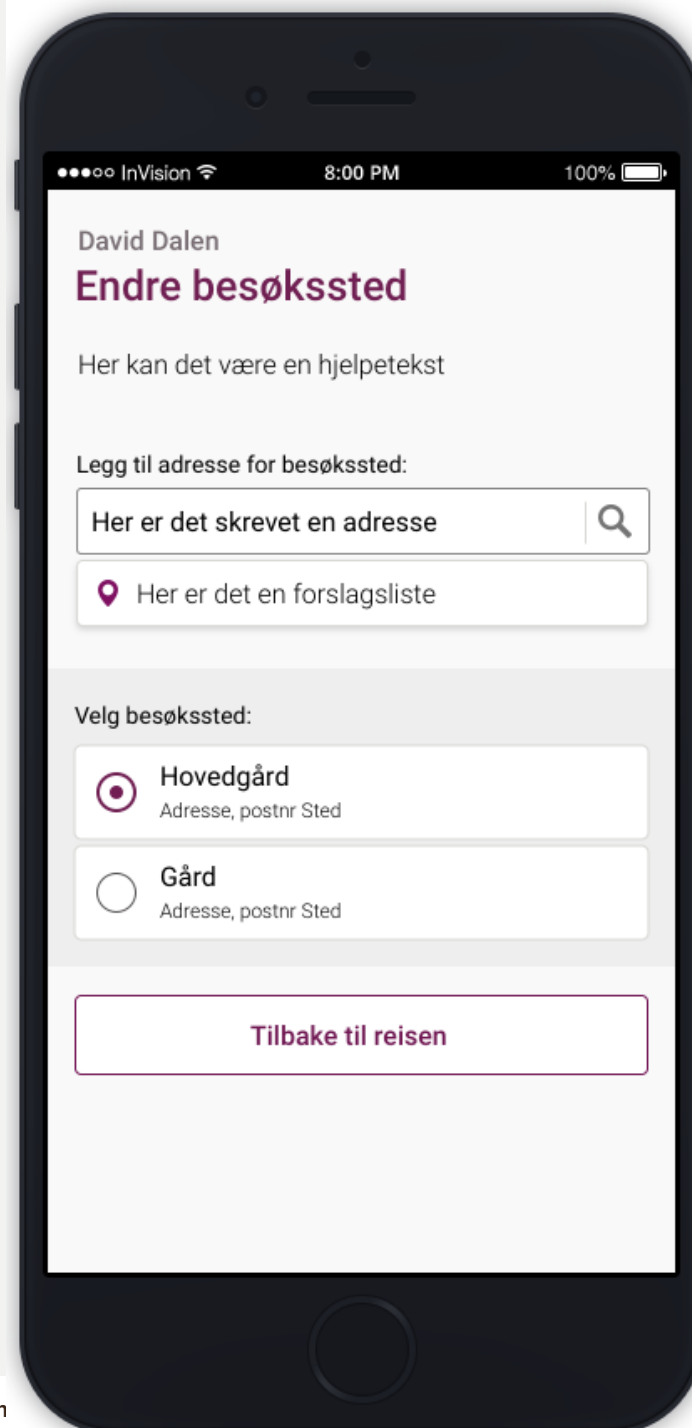 InVision 8:00 PM 100%
David Dalen
Endre besøkssted
Her kan det være en hjelpetekst
Legg til adresse for besøkssted:
Her er det skrevet en adresse
Her er det en forslagsliste
Velg besøkssted:
Hovedgård
Adresse, postnr Sted
Gård
Adresse, postnr Sted
Tilbake til reisen